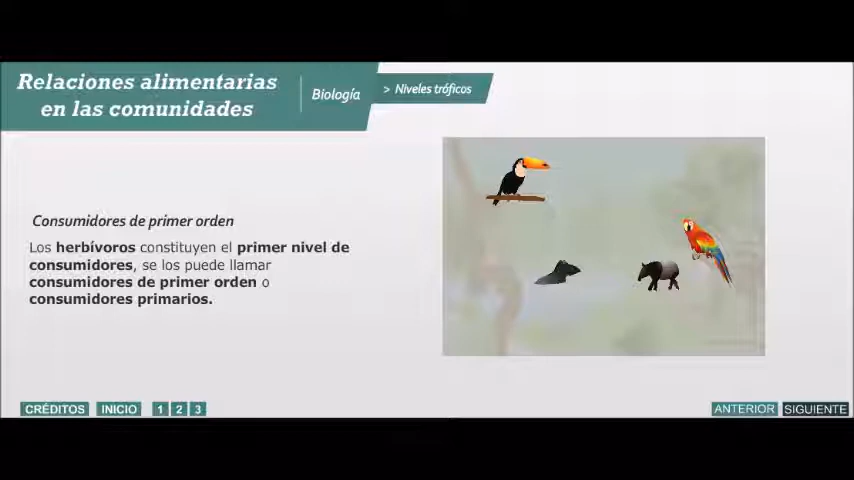 Relaciones alimentarias
en las comunidades
Biología
> Niveles tróficos
Consumidores de primer orden
Los herbívoros constituyen el primer nivel de
consumidores, se los puede llamar
consumidores de primer orden o
consumidores primarios.
CRÉDITOS INICIO 1 2 3
ANTERIOR SIGUIENTE